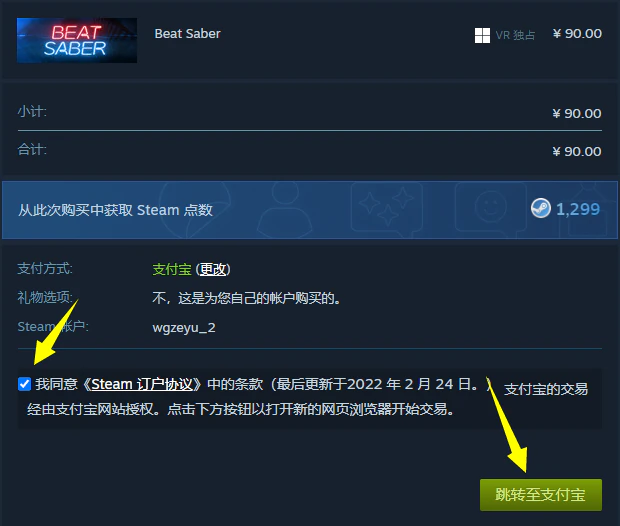 BEAT
SABER
Beat Saber
VR 独占
¥ 90.00
小计:
¥ 90.00
合计:
¥ 90.00
从此次购买中获取 Steam 点数
1,299
支付方式:
支付宝 (更改)
礼物选项:
不，这是为您自己的帐户购买的。
Steam 帐户:
wgzeyu_2
我同意《Steam 订户协议》中的条款（最后更新于2022 年 2 月 24 日。） 支付宝的交易
经由支付宝网站授权。点击下方按钮以打开新的网页浏览器开始交易。
跳转至支付宝